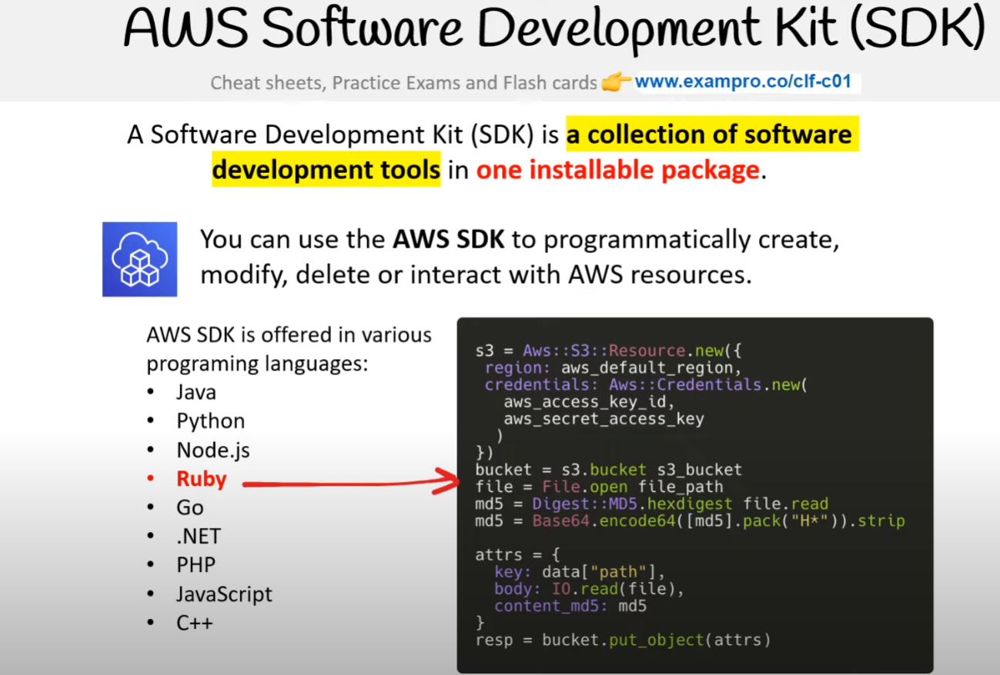 AWS Software Development Kit (SDK)
Cheat sheets, Practice Exams and Flash cards 👉 www.exampro.co/clf-c01
A Software Development Kit (SDK) is a collection of software
development tools in one installable package.
You can use the AWS SDK to programmatically create,
modify, delete or interact with AWS resources.
AWS SDK is offered in various
programing languages:
• Java
• Python
• Node.js
• Ruby
• Go
• .NET
• PHP
• JavaScript
• C++
s3 = Aws::S3::Resource.new({
 region: aws_default_region,
 credentials: Aws::Credentials.new(
   aws_access_key_id,
   aws_secret_access_key
  )
})
bucket = s3.bucket s3_bucket
file = File.open file_path
md5 = Digest::MD5.hexdigest file.read
md5 = Base64.encode64([md5].pack("H*")).strip

attrs = {
  key: data["path"],
  body: IO.read(file),
  content_md5: md5
}
resp = bucket.put_object(attrs)